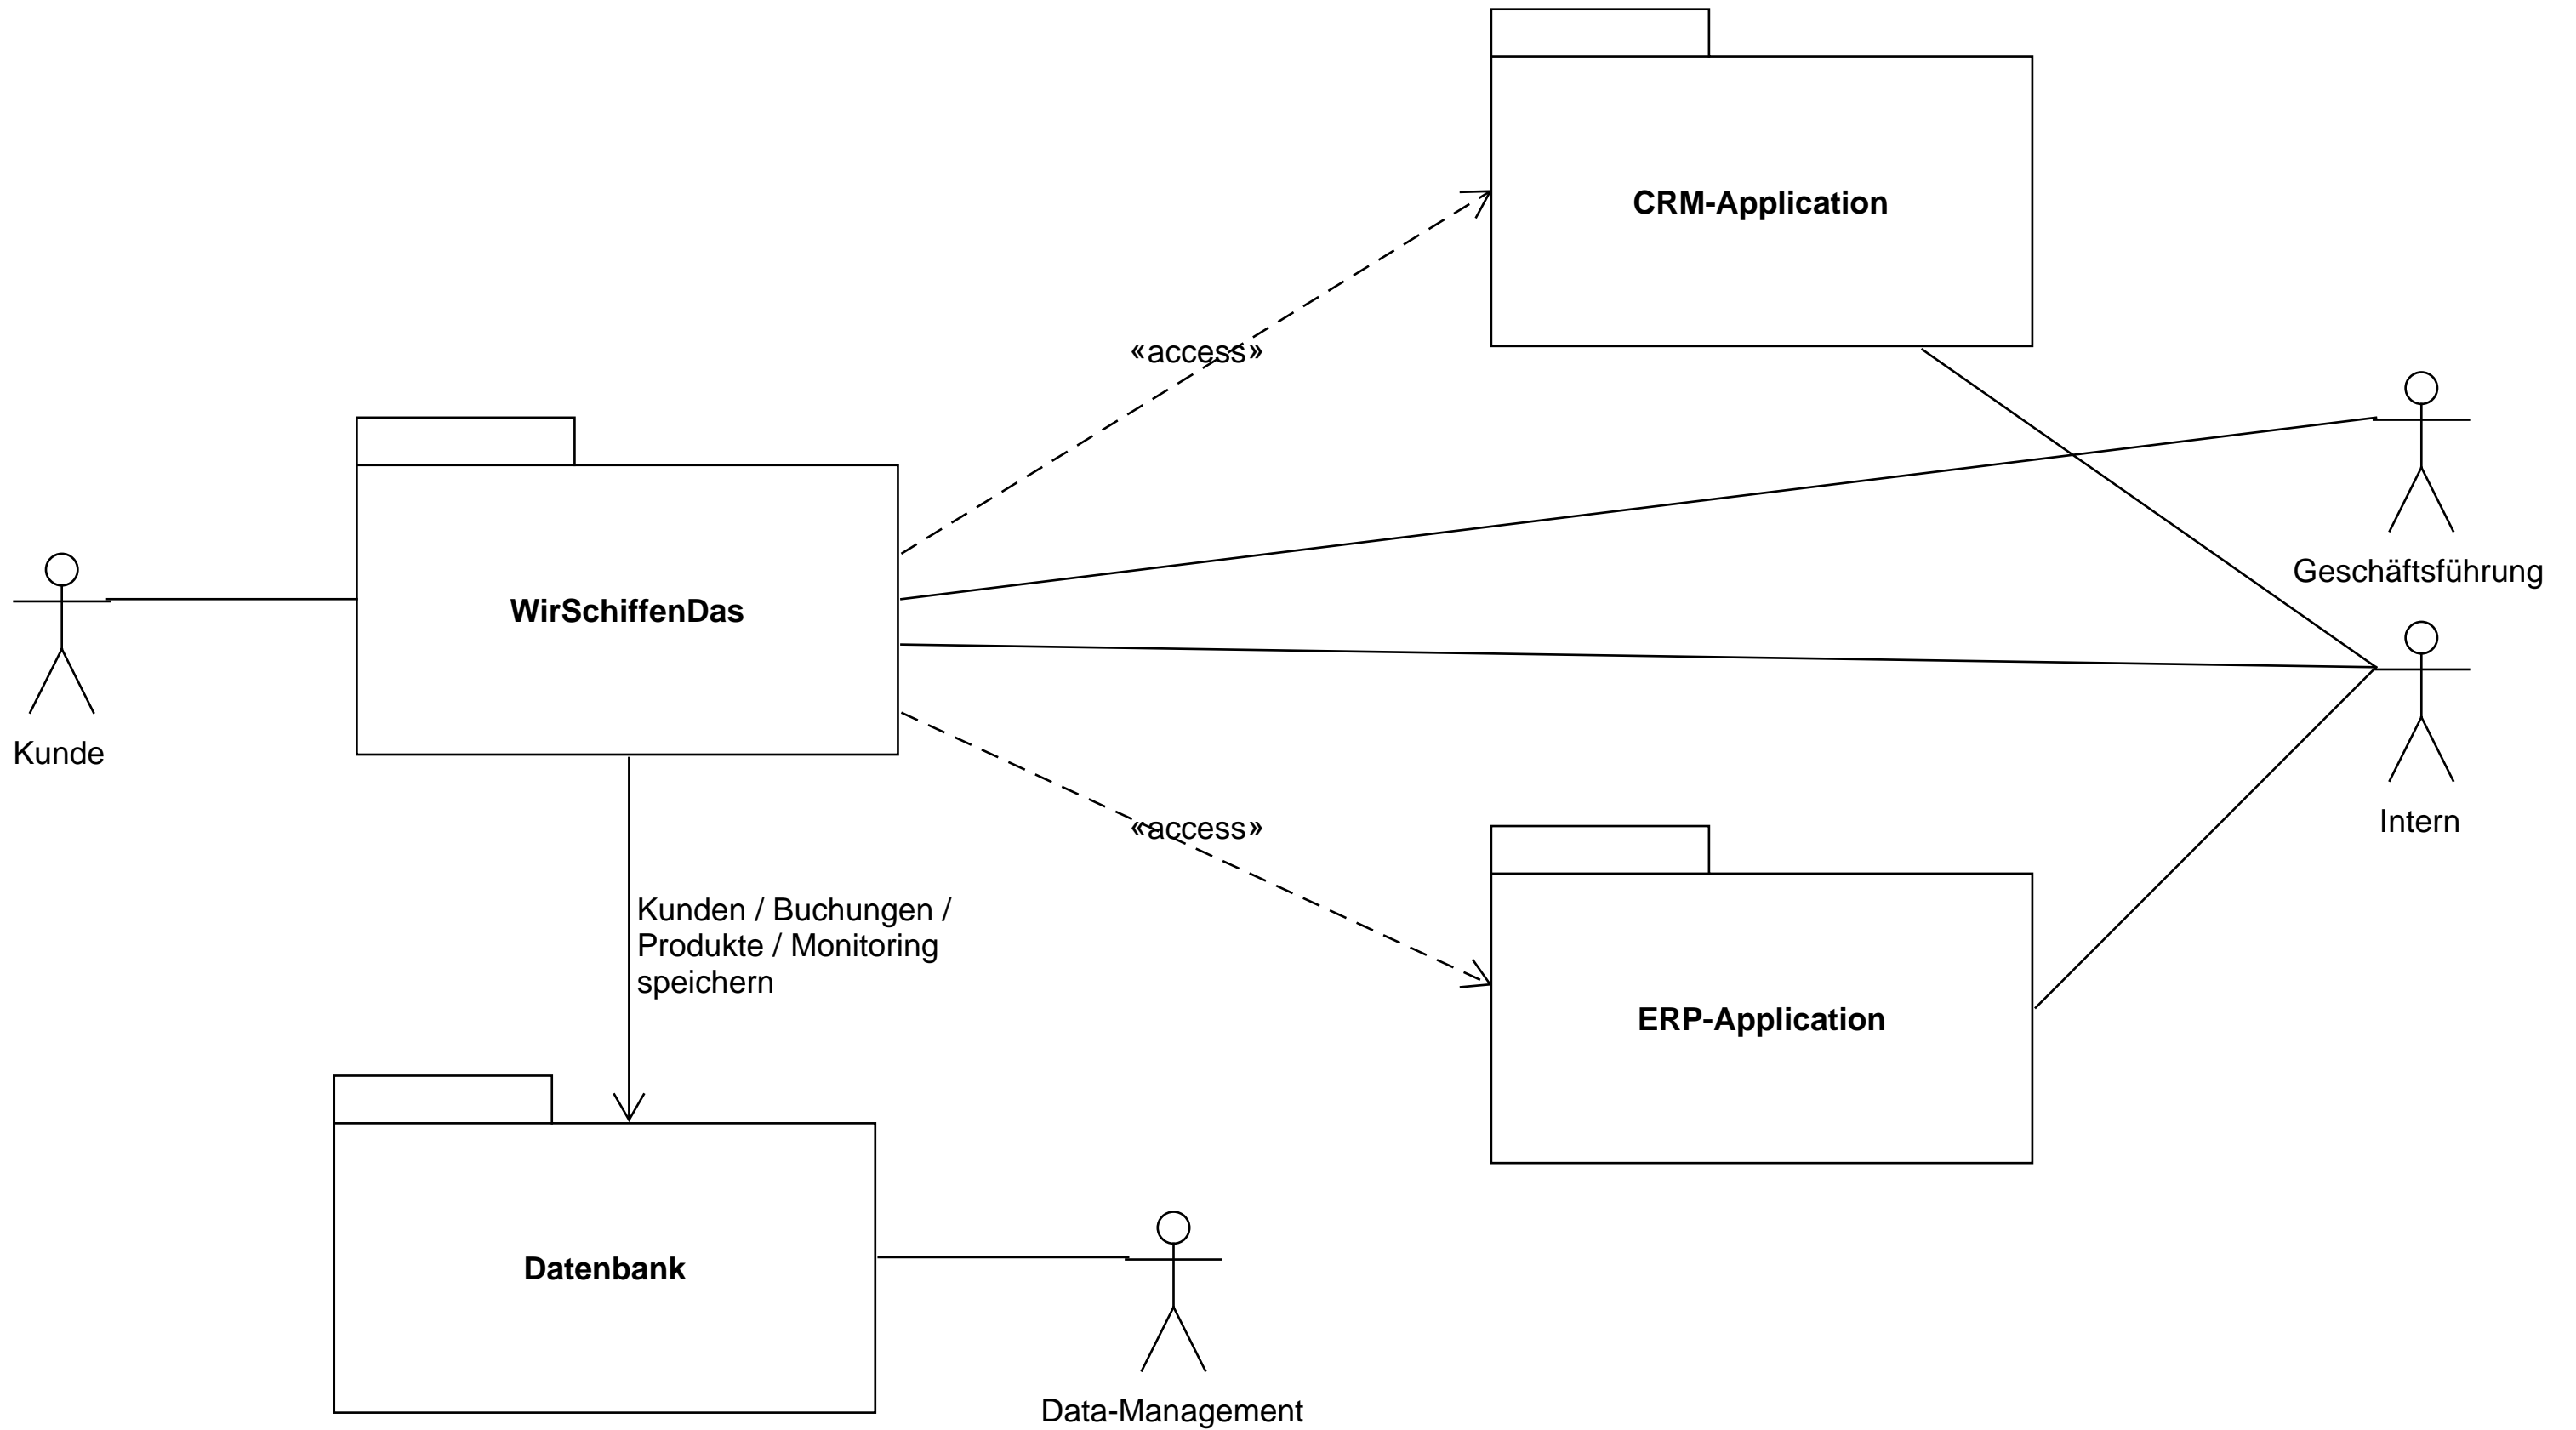 CRM-Application
«access»
Geschäftsführung
WirSchiffenDas
Kunde
Intern
«access»
Kunden / Buchungen /
Produkte / Monitoring
speichern
ERP-Application
Datenbank
Data-Management